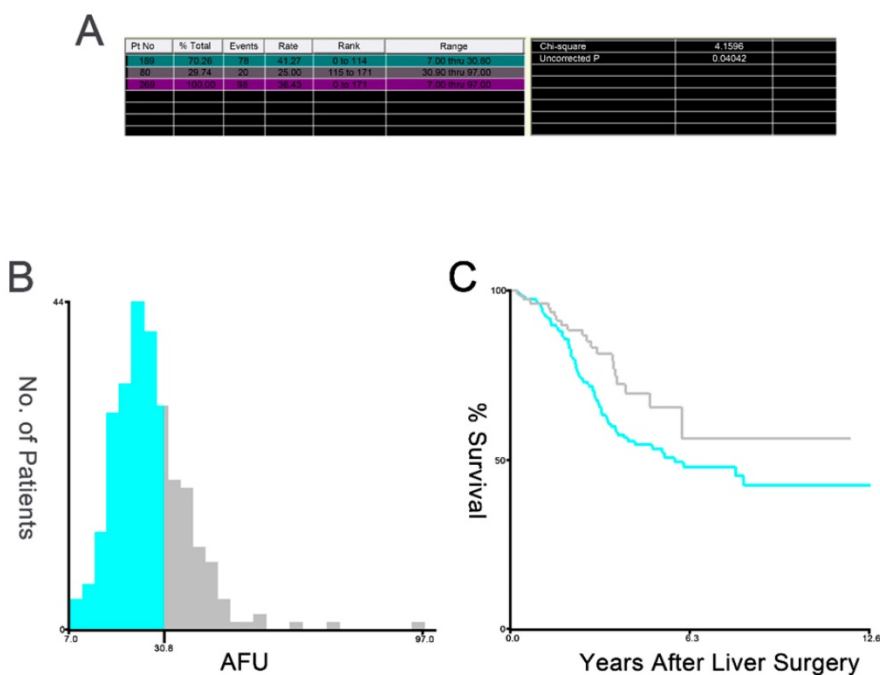 A
Pt No % Total Events Rate Rank Range
189 70.26 78 41.27 0 to 114 7.00 thru 30.80
80 29.74 20 25.00 115 to 171 30.90 thru 97.00
269 100.00 98 36.43 0 to 171 7.00 thru 97.00
Chi-square 4.1596
Uncorrected P 0.04042
B
44
No. of Patients
0
7.0 30.8 97.0
AFU
C
100
% Survival
50
0
0.0 6.3 12.6
Years After Liver Surgery